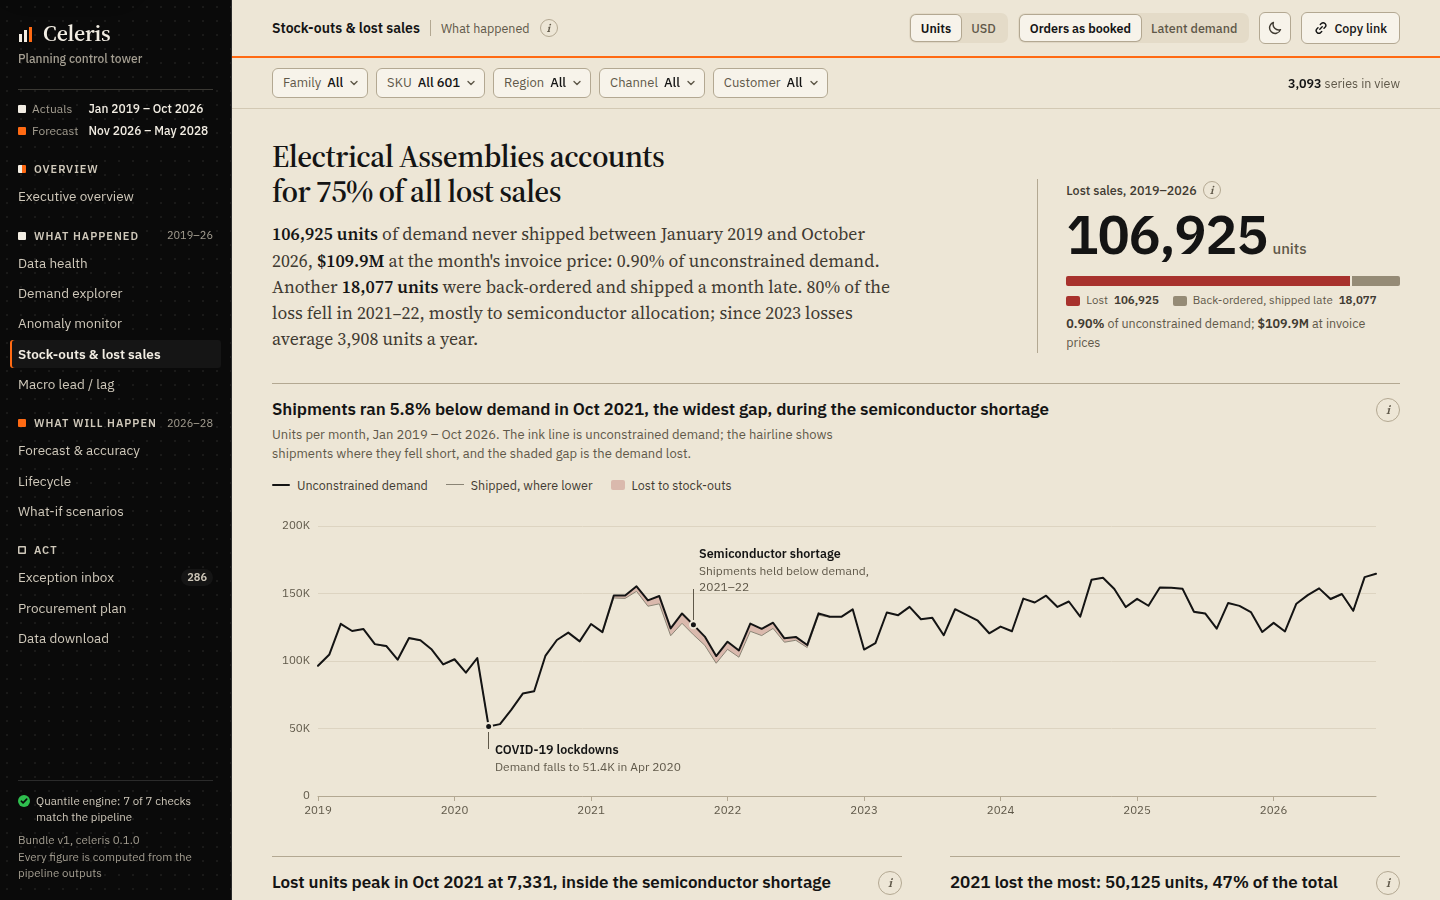 Celeris
Planning control tower
Actuals Jan 2019 – Oct 2026
Forecast Nov 2026 – May 2028
OVERVIEW
Executive overview
WHAT HAPPENED 2019–26
Data health
Demand explorer
Anomaly monitor
Stock-outs & lost sales
Macro lead / lag
WHAT WILL HAPPEN 2026–28
Forecast & accuracy
Lifecycle
What-if scenarios
ACT
Exception inbox 286
Procurement plan
Data download
Quantile engine: 7 of 7 checks
match the pipeline
Bundle v1, celeris 0.1.0
Every figure is computed from the
pipeline outputs
Stock-outs & lost sales What happened i
Units USD Orders as booked Latent demand Copy link
Family All SKU All 601 Region All Channel All Customer All
3,093 series in view
Electrical Assemblies accounts
for 75% of all lost sales
106,925 units of demand never shipped between January 2019 and October
2026, $109.9M at the month's invoice price: 0.90% of unconstrained demand.
Another 18,077 units were back-ordered and shipped a month late. 80% of the
loss fell in 2021–22, mostly to semiconductor allocation; since 2023 losses
average 3,908 units a year.
Lost sales, 2019–2026 i
106,925 units
Lost 106,925 Back-ordered, shipped late 18,077
0.90% of unconstrained demand; $109.9M at invoice
prices
Shipments ran 5.8% below demand in Oct 2021, the widest gap, during the semiconductor shortage i
Units per month, Jan 2019 – Oct 2026. The ink line is unconstrained demand; the hairline shows
shipments where they fell short, and the shaded gap is the demand lost.
Unconstrained demand Shipped, where lower Lost to stock-outs
200K
150K
100K
50K
0
Semiconductor shortage
Shipments held below demand,
2021–22
COVID-19 lockdowns
Demand falls to 51.4K in Apr 2020
2019 2020 2021 2022 2023 2024 2025 2026
Lost units peak in Oct 2021 at 7,331, inside the semiconductor shortage i
2021 lost the most: 50,125 units, 47% of the total i